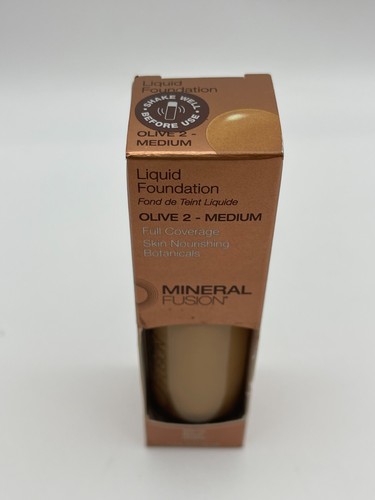 Liquid
Foundation
SHAKE WELL
BEFORE USE
OLIVE 2 -
MEDIUM
Liquid
Foundation
Fond de Teint Liquide
OLIVE 2 - MEDIUM
Full Coverage
Skin Nourishing
Botanicals
MINERAL
FUSION